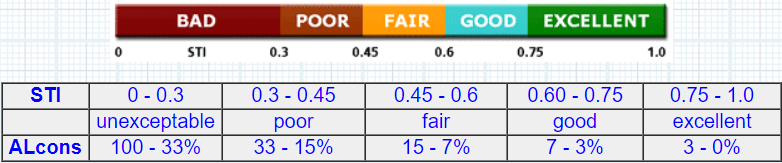 BAD POOR FAIR GOOD EXCELLENT
0 STI 0.3 0.45 0.6 0.75 1.0
STI 0 - 0.3 0.3 - 0.45 0.45 - 0.6 0.60 - 0.75 0.75 - 1.0
unexceptable poor fair good excellent
ALcons 100 - 33% 33 - 15% 15 - 7% 7 - 3% 3 - 0%